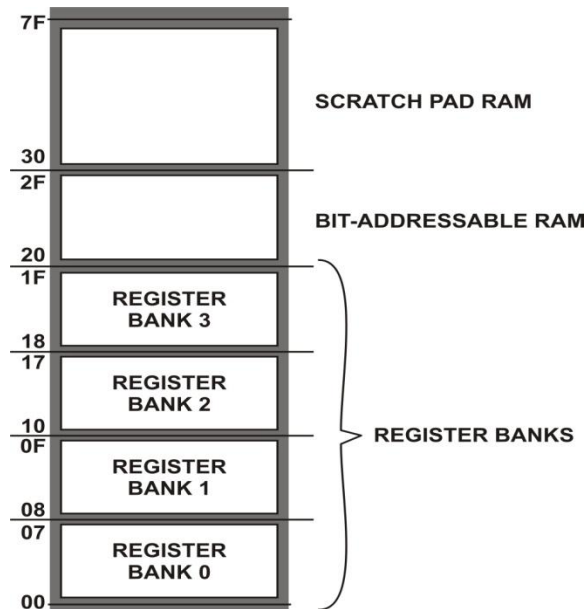 7F
SCRATCH PAD RAM
30
2F
BIT-ADDRESSABLE RAM
20
1F
REGISTER
BANK 3
18
17
REGISTER
BANK 2
10
REGISTER BANKS
0F
REGISTER
BANK 1
08
07
REGISTER
BANK 0
00